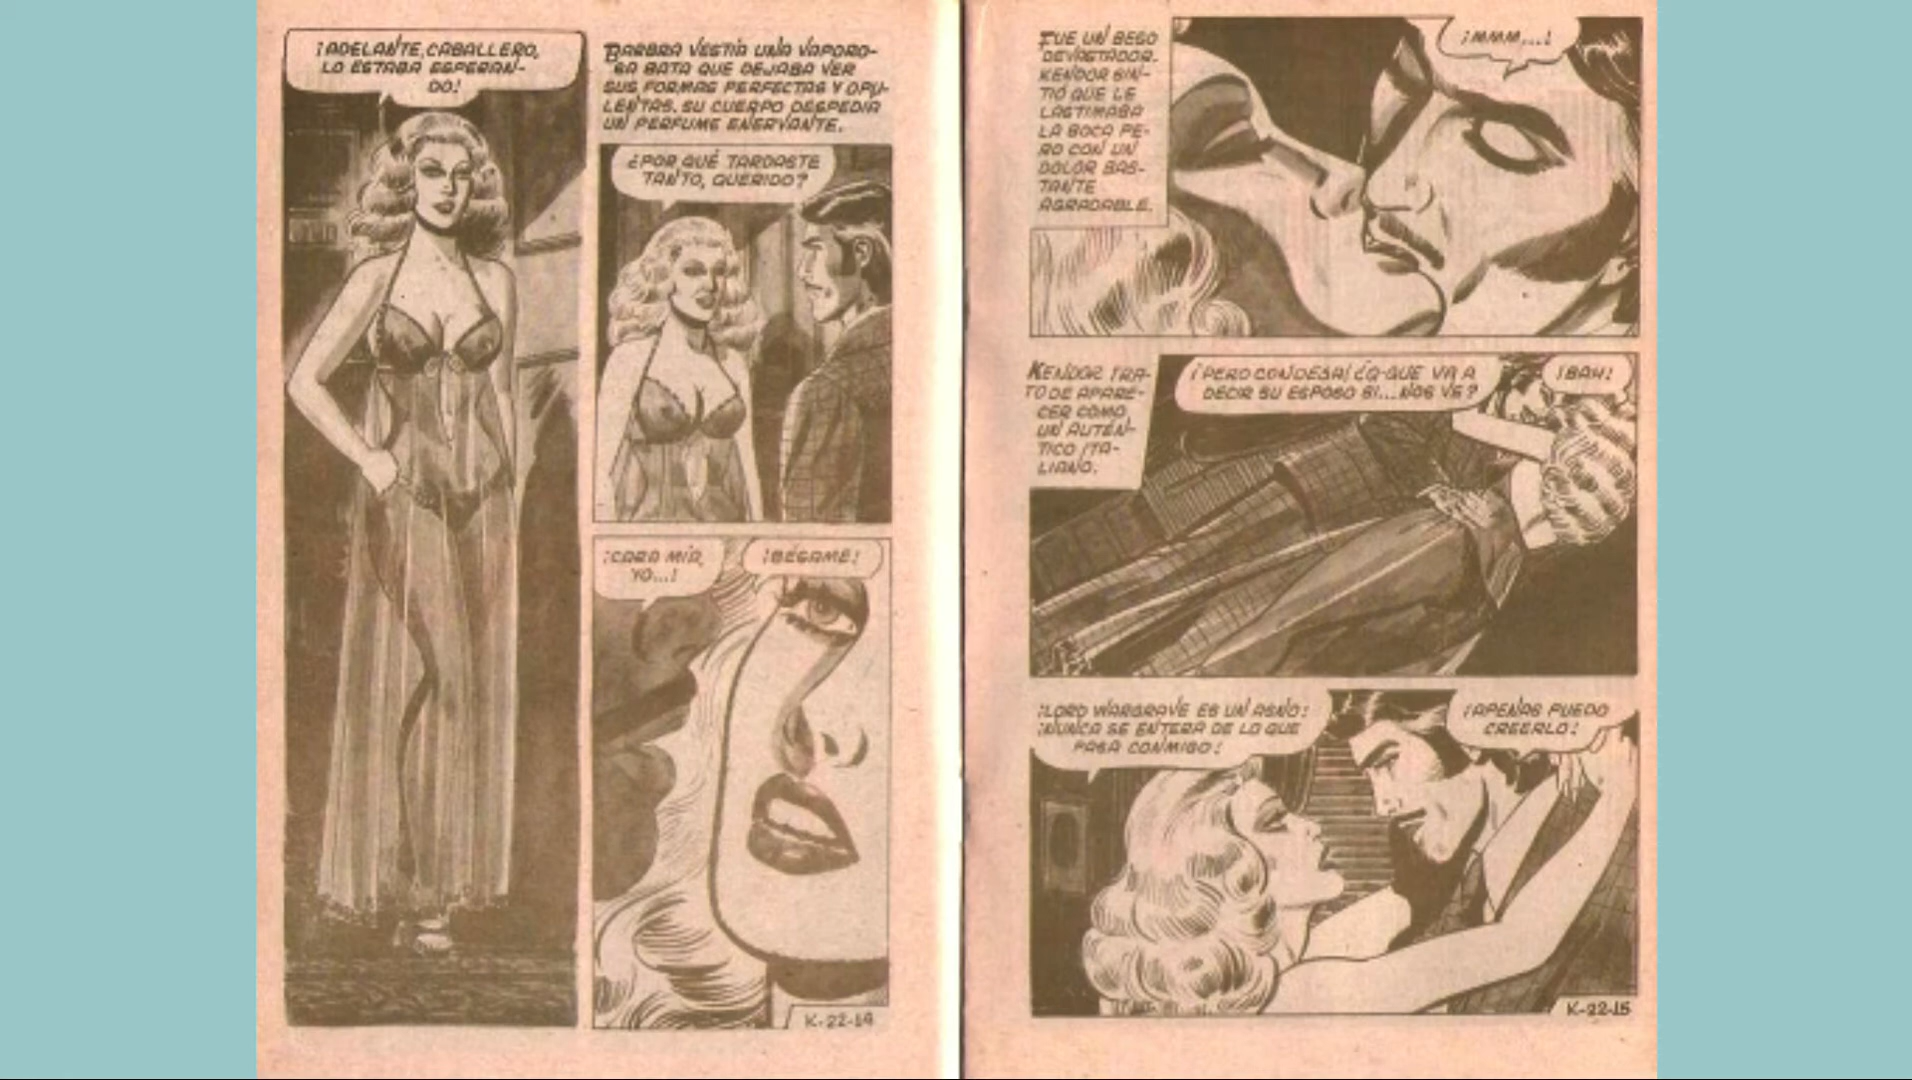 ¡ADELANTE, CABALLERO,
LO ESTABA ESPERAN-
DO!
BARBRA VESTÍA UNA VAPORO-
SA BATA QUE DEJABA VER
SUS FORMAS PERFECTAS Y OPU-
LENTAS. SU CUERPO DESPEDIA
UN PERFUME ENERVANTE.
¿POR QUÉ TARDASTE
TANTO, QUERIDO?
¡CARA MÍA,
YO...!
¡BÉSAME!
K-22-14
FUE UN BESO
DEVASTADOR.
KENDOR SIN-
TIÓ QUE LE
LASTIMABA
LA BOCA PE-
RO CON UN
DOLOR BAS-
TANTE
AGRADABLE.
¡MMM...!
KENDOR TRA-
TO DE APARE-
CER COMO
UN AUTÉN-
TICO ITA-
LIANO.
¡PERO CONDESA! ¿Q-QUE VA A
DECIR SU ESPOSO SI...NOS VE?
¡BAH!
¡LORD WARGRAVE ES UN ASNO!
¡NUNCA SE ENTERA DE LO QUE
PASA CONMIGO!
¡APENAS PUEDO
CREERLO!
K-22-15